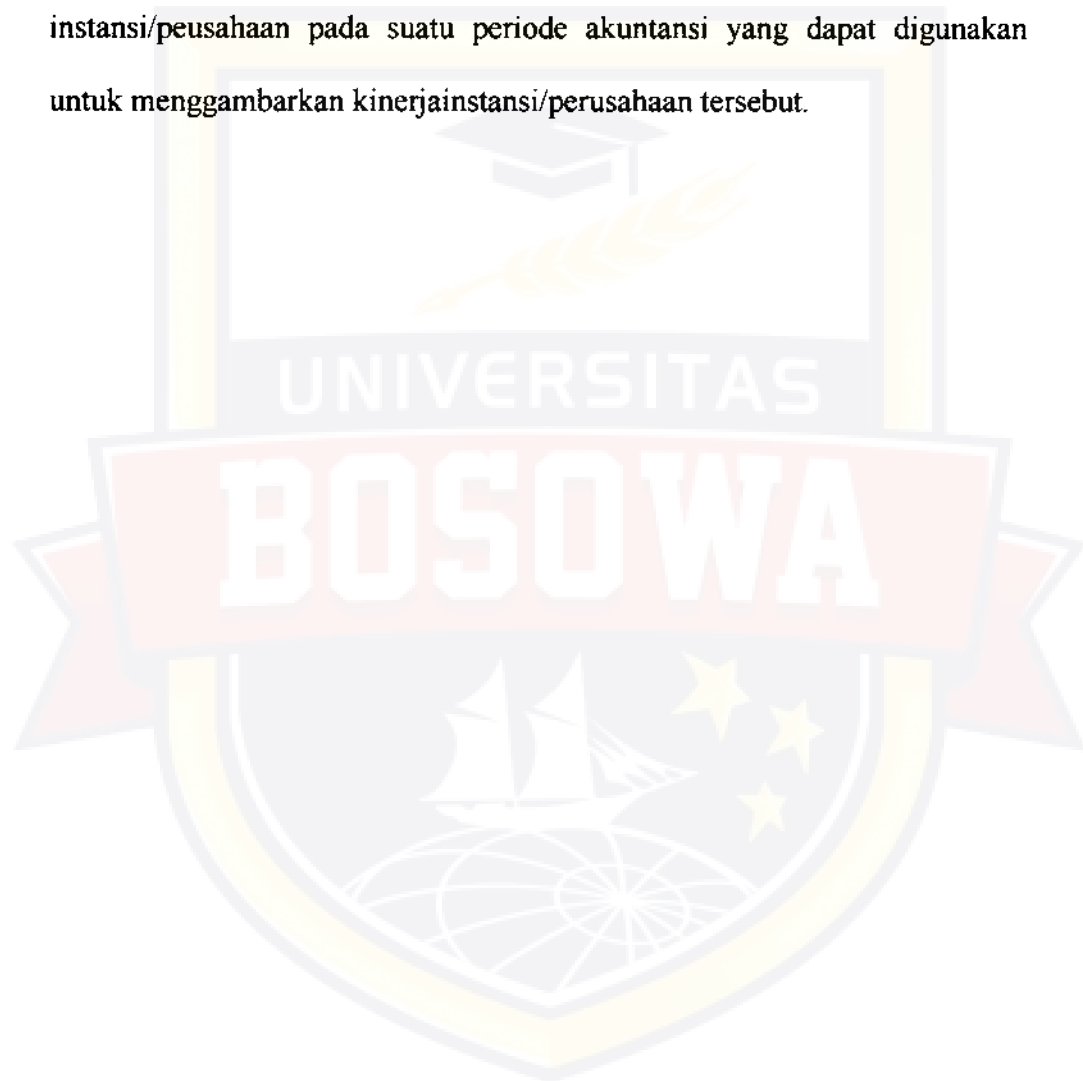 instansi/peusahaan pada suatu periode akuntansi yang dapat digunakan
untuk menggambarkan kinerjainstansi/perusahaan tersebut.
UNIVERSITAS
BOSOWA